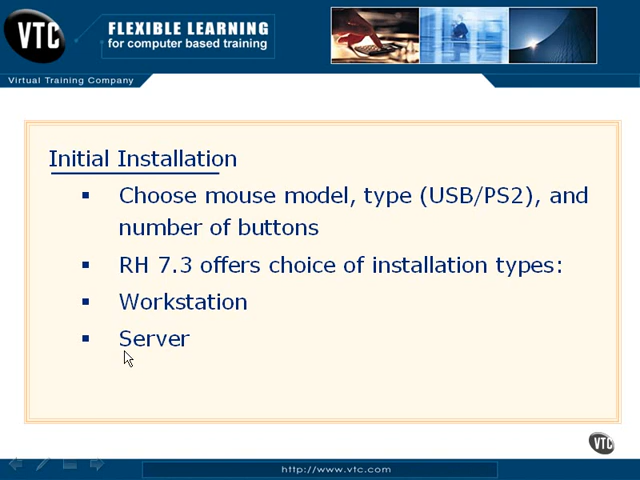 VTC
FLEXIBLE LEARNING
for computer based training
Virtual Training Company
Initial Installation
▪ Choose mouse model, type (USB/PS2), and
number of buttons
▪ RH 7.3 offers choice of installation types:
▪ Workstation
▪ Server
VTC
http://www.vtc.com